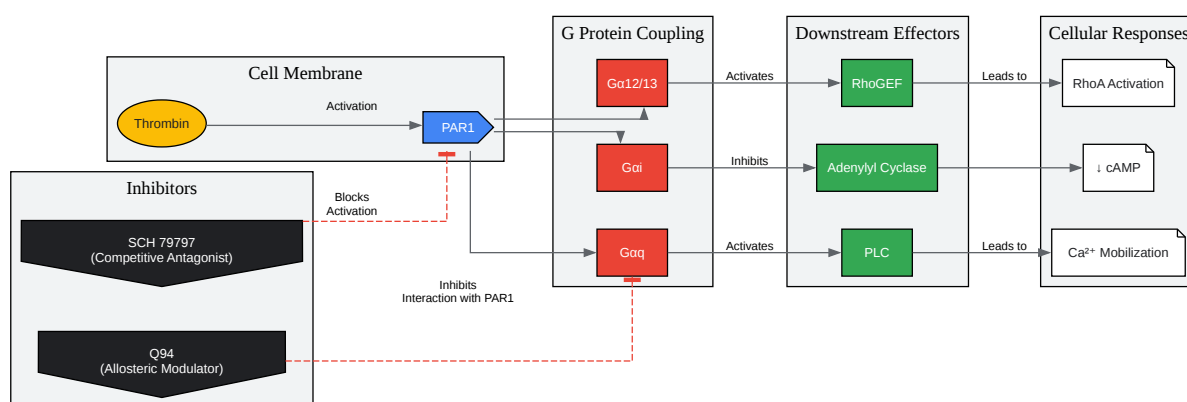 G Protein Coupling
Downstream Effectors
Cellular Responses
Cell Membrane
Thrombin
Activation
PAR1
Gα12/13
Activates
RhoGEF
Leads to
RhoA Activation
Gαi
Inhibits
Adenylyl Cyclase
↓ cAMP
Gαq
Activates
PLC
Leads to
Ca²⁺ Mobilization
Inhibitors
SCH 79797
(Competitive Antagonist)
Blocks
Activation
Q94
(Allosteric Modulator)
Inhibits
Interaction with PAR1